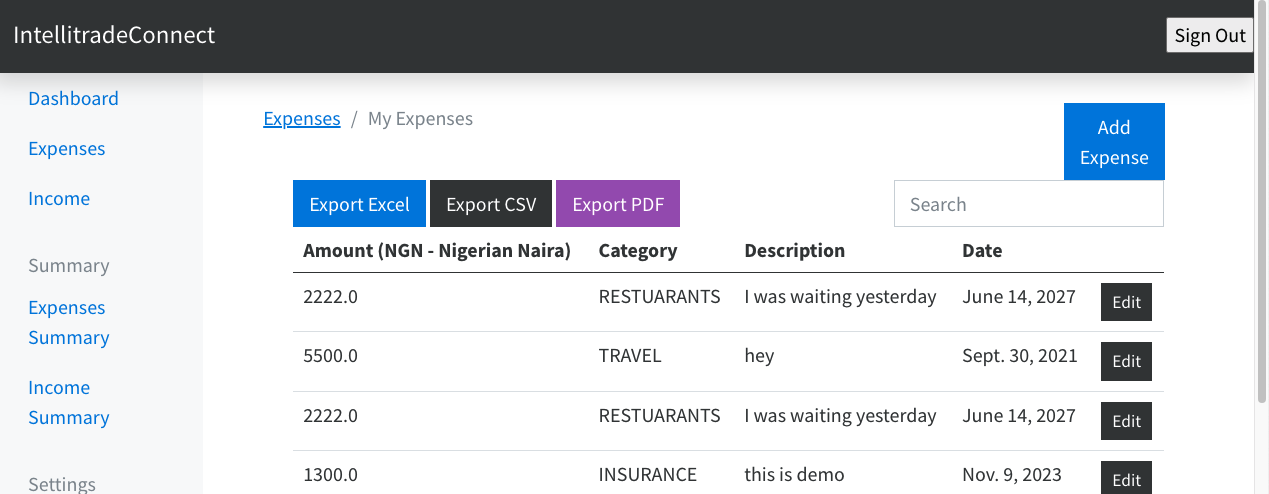 IntellitradeConnect
Sign Out
Dashboard
Expenses
Income
Summary
Expenses
Summary
Income
Summary
Settings
Expenses / My Expenses
Add
Expense
Export Excel Export CSV Export PDF
Search
Amount (NGN - Nigerian Naira) Category Description Date
2222.0 RESTUARANTS I was waiting yesterday June 14, 2027 Edit
5500.0 TRAVEL hey Sept. 30, 2021 Edit
2222.0 RESTUARANTS I was waiting yesterday June 14, 2027 Edit
1300.0 INSURANCE this is demo Nov. 9, 2023 Edit